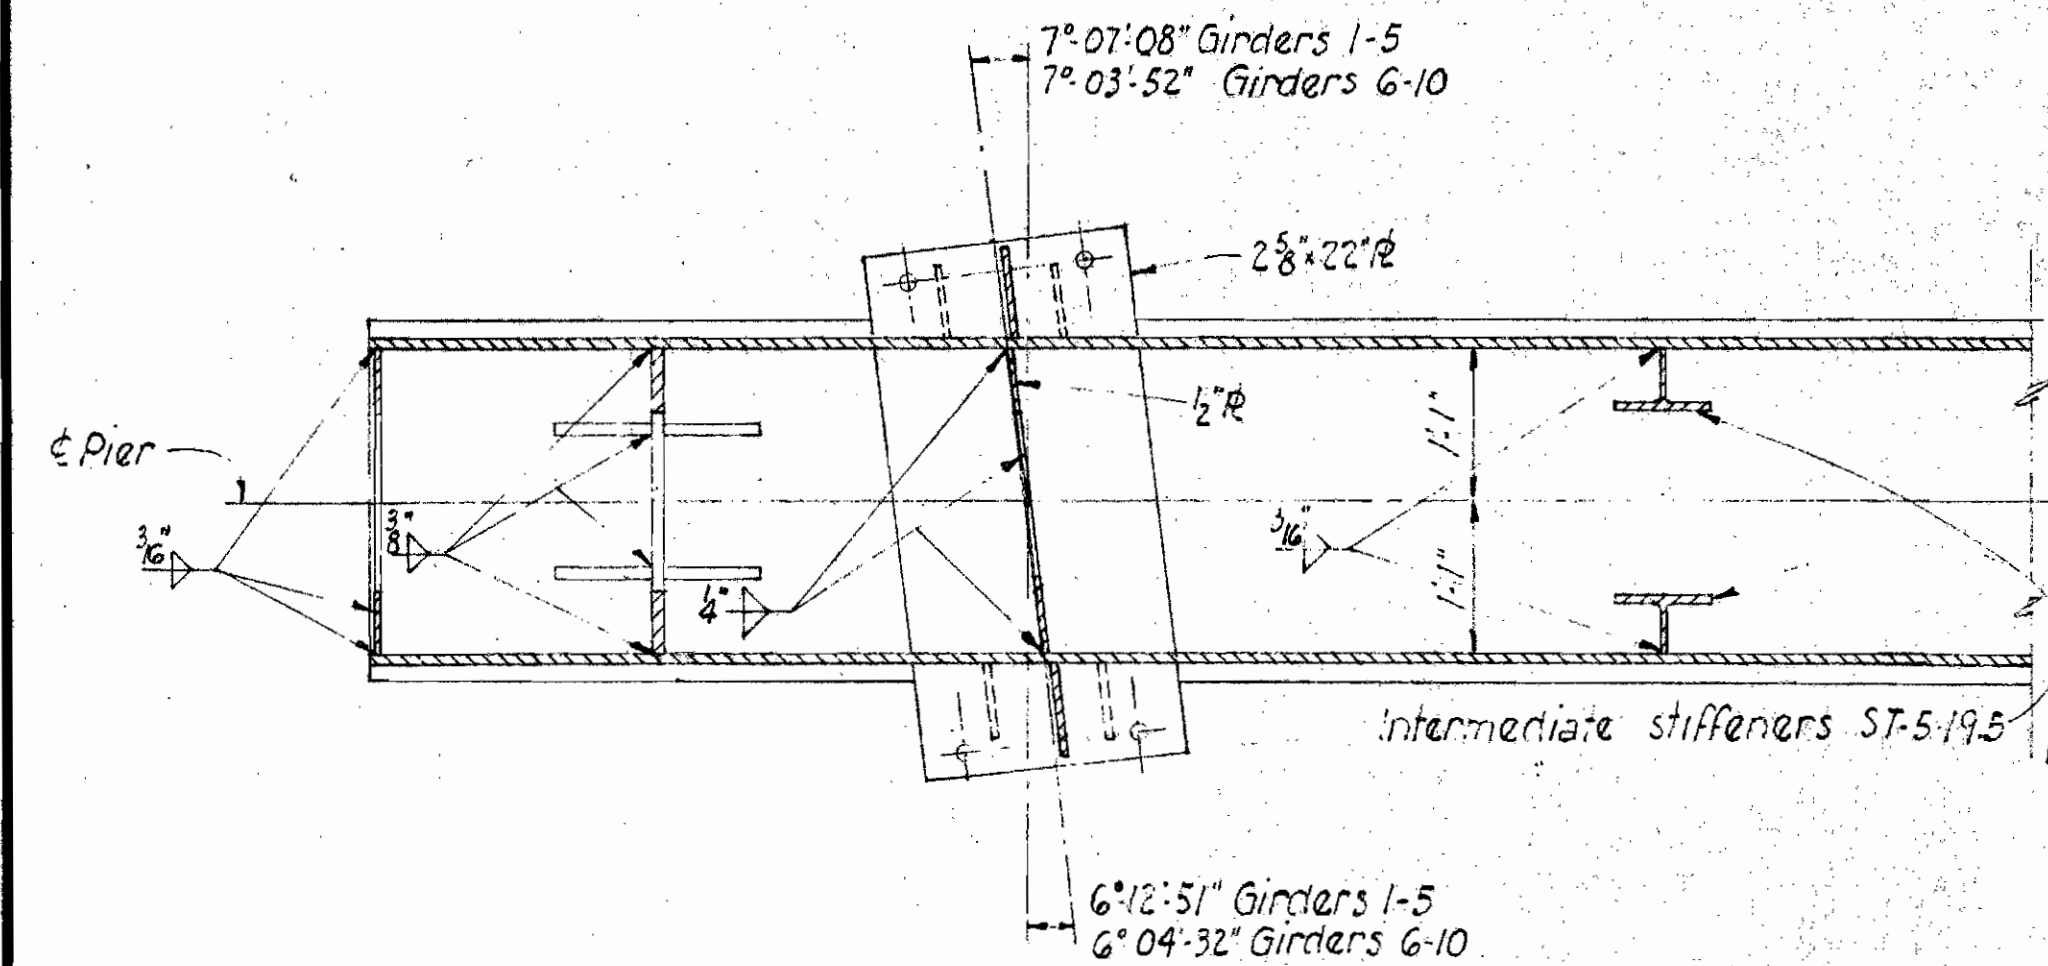 7°-07'-08" Girders 1-5
7°-03'-52" Girders 6-10
2 5/8" x 22" ℙ
1/2" ℙ
1'-1"
℄ Pier
3/16"
3/8"
1/4"
3/16"
1'-1"
Intermediate stiffeners ST-5-19.5
6°-12'-51" Girders 1-5
6°-04'-32" Girders 6-10